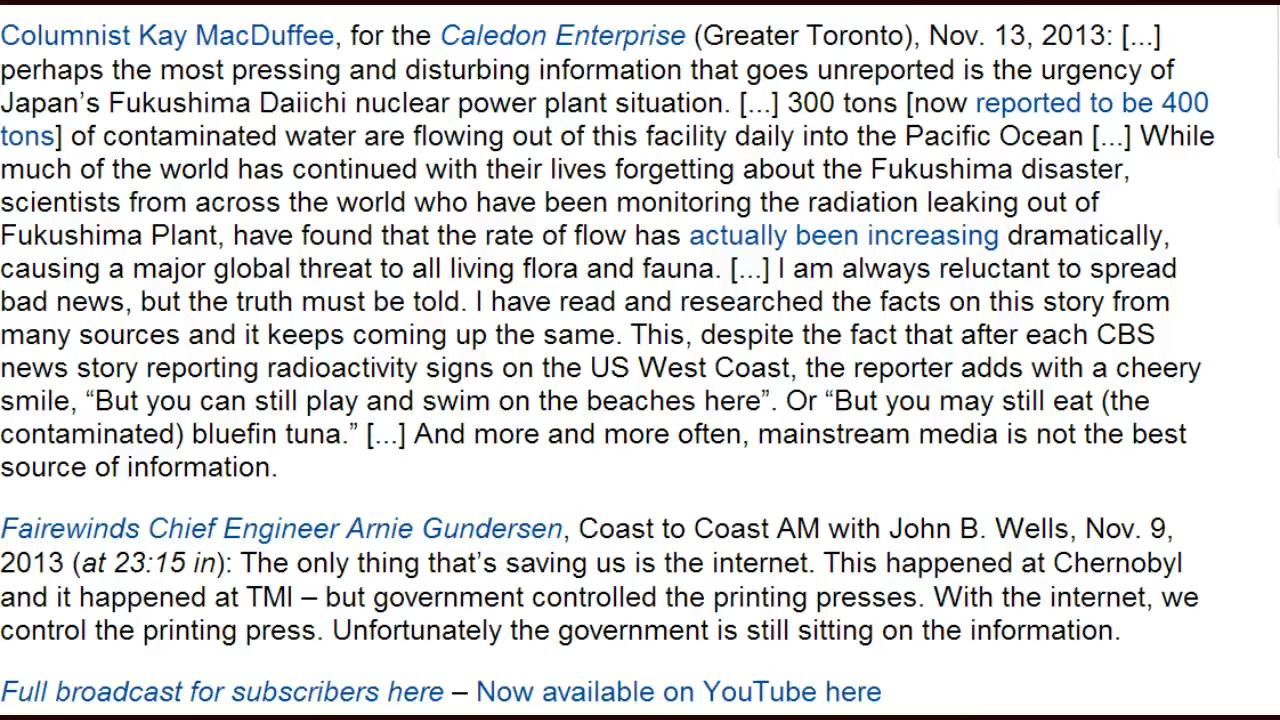 Columnist Kay MacDuffee, for the Caledon Enterprise (Greater Toronto), Nov. 13, 2013: [...]
perhaps the most pressing and disturbing information that goes unreported is the urgency of
Japan’s Fukushima Daiichi nuclear power plant situation. [...] 300 tons [now reported to be 400
tons] of contaminated water are flowing out of this facility daily into the Pacific Ocean [...] While
much of the world has continued with their lives forgetting about the Fukushima disaster,
scientists from across the world who have been monitoring the radiation leaking out of
Fukushima Plant, have found that the rate of flow has actually been increasing dramatically,
causing a major global threat to all living flora and fauna. [...] I am always reluctant to spread
bad news, but the truth must be told. I have read and researched the facts on this story from
many sources and it keeps coming up the same. This, despite the fact that after each CBS
news story reporting radioactivity signs on the US West Coast, the reporter adds with a cheery
smile, “But you can still play and swim on the beaches here”. Or “But you may still eat (the
contaminated) bluefin tuna.” [...] And more and more often, mainstream media is not the best
source of information.
Fairewinds Chief Engineer Arnie Gundersen, Coast to Coast AM with John B. Wells, Nov. 9,
2013 (at 23:15 in): The only thing that’s saving us is the internet. This happened at Chernobyl
and it happened at TMI – but government controlled the printing presses. With the internet, we
control the printing press. Unfortunately the government is still sitting on the information.
Full broadcast for subscribers here – Now available on YouTube here